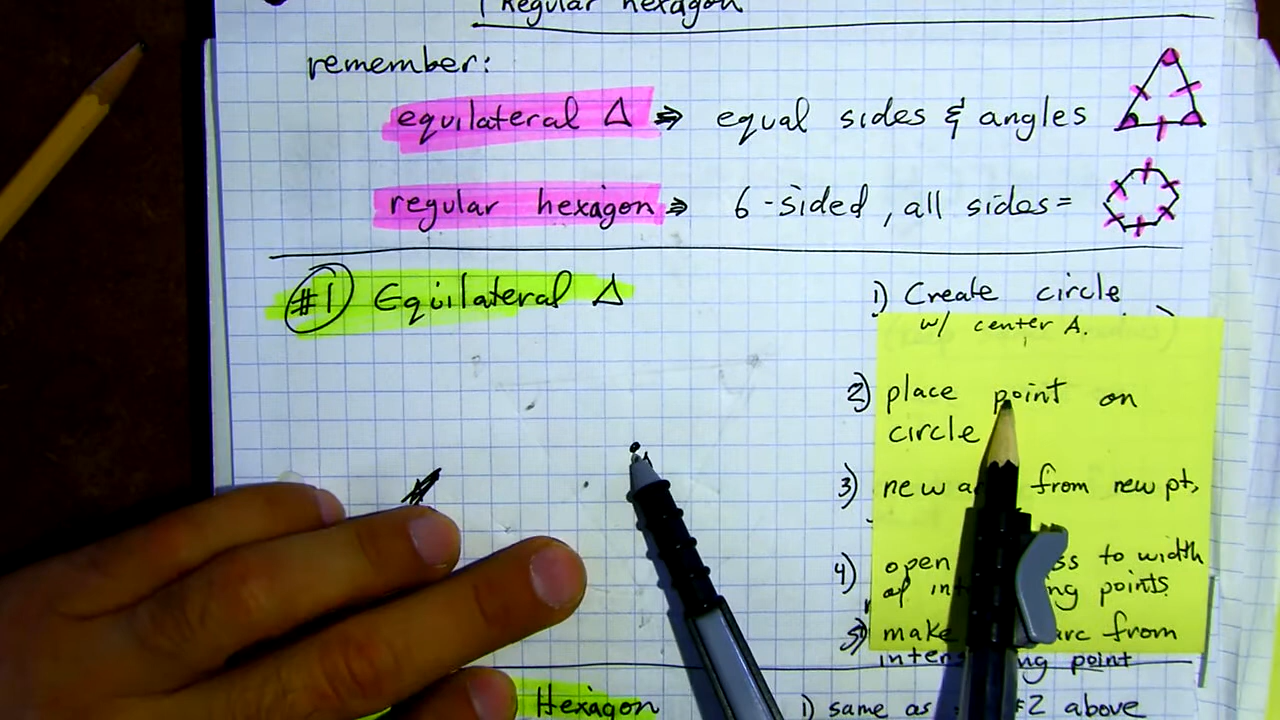 Regular hexagon
remember:
equilateral Δ ⇒ equal sides & angles
regular hexagon ⇒ 6-sided, all sides =
#1 Equilateral Δ
1) Create circle
w/ center A.
2) place point on
circle
3) new from new pt,
4) open to width
of points.
5) make from
point
Hexagon
1) same as #2 above